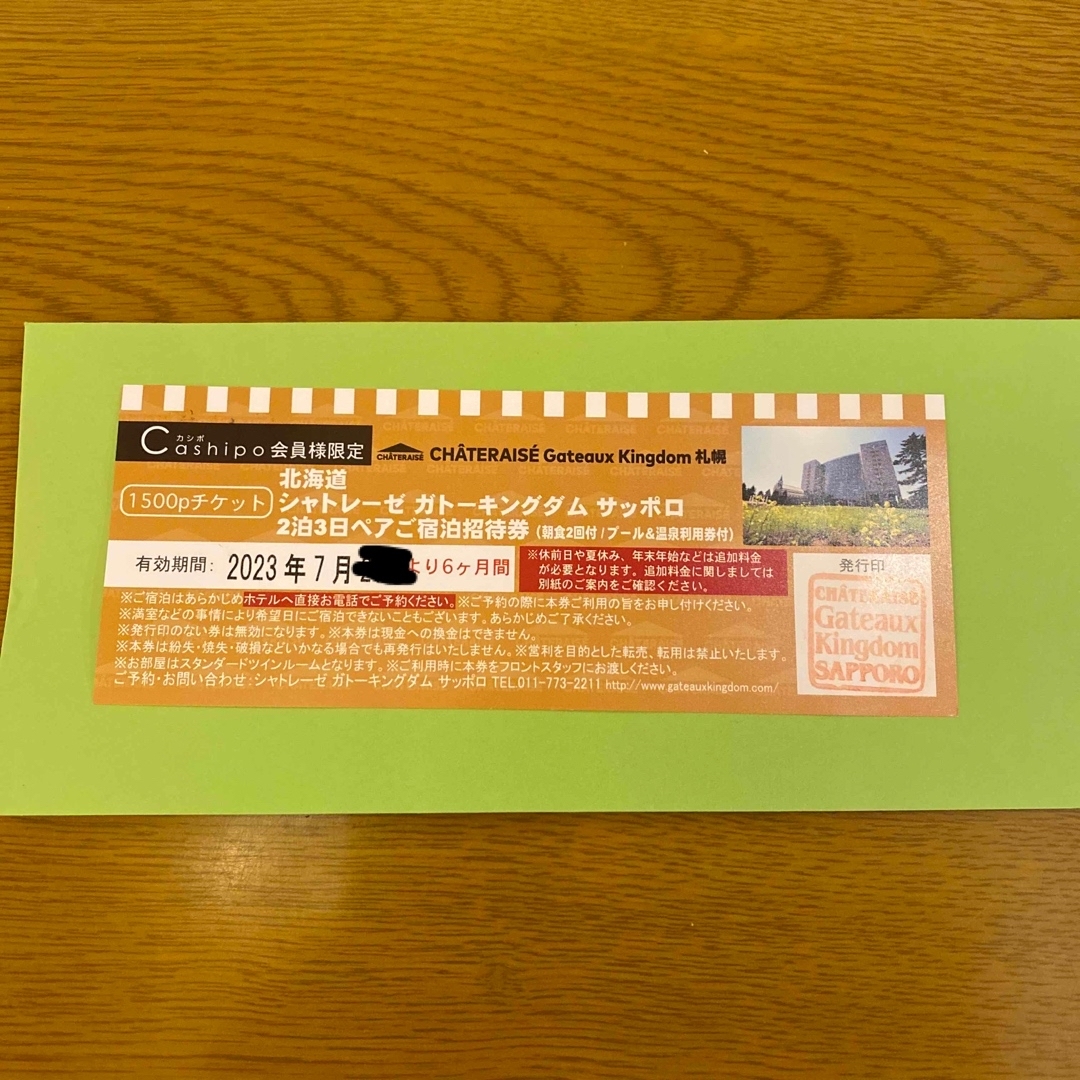 カシポ
Cashipo会員様限定
CHÂTERAISÉ
CHÂTERAISÉ Gateaux Kingdom 札幌
北海道
1500pチケット
シャトレーゼ ガトーキングダム サッポロ
2泊3日ペアご宿泊招待券 (朝食2回付/プール&温泉利用券付)
有効期間: 2023年7月 より6ヶ月間
※休前日や夏休み、年末年始などは追加料金
が必要となります。追加料金に関しましては
別紙のご案内をご確認ください。
発行印
CHÂTERAISÉ
Gateaux
Kingdom
SAPPORO
※ご宿泊はあらかじめホテルへ直接お電話でご予約ください。※ご予約の際に本券ご利用の旨をお申し付けください。
※満室などの事情により希望日にご宿泊できないこともございます。あらかじめご了承ください。
※発行印のない券は無効になります。※本券は現金への換金はできません。
※本券は紛失・焼失・破損などいかなる場合でも再発行はいたしません。※営利を目的とした転売、転用は禁止いたします。
※お部屋はスタンダードツインルームとなります。※ご利用時に本券をフロントスタッフにお渡しください。
ご予約・お問い合わせ:シャトレーゼ ガトーキングダム サッポロ TEL.011-773-2211 http://www.gateauxkingdom.com/